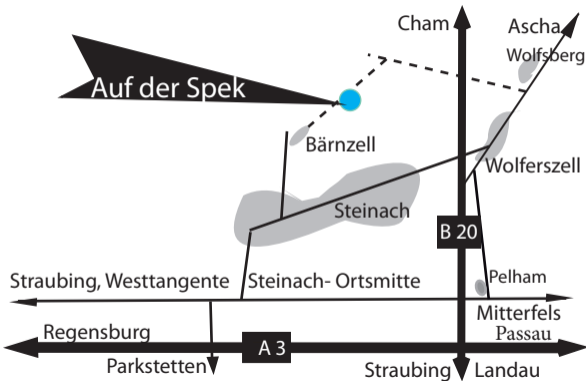 Cham
Ascha
Wolfsberg
Auf der Spek
Bärnzell
Wolferszell
Steinach
B 20
Pelham
Straubing, Westtangente
Steinach- Ortsmitte
Mitterfels
Regensburg
Passau
A 3
Parkstetten
Straubing
Landau